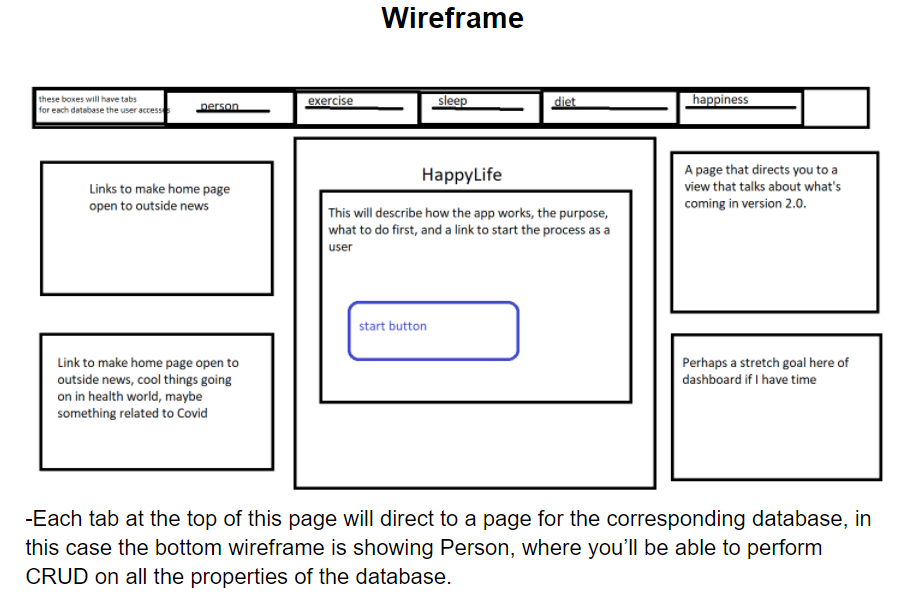 Wireframe
these boxes will have tabs
for each database the user accesses
person
exercise
sleep
diet
happiness
Links to make home page
open to outside news
HappyLife
This will describe how the app works, the purpose,
what to do first, and a link to start the process as a
user
start button
A page that directs you to a
view that talks about what's
coming in version 2.0.
Link to make home page open to
outside news, cool things going
on in health world, maybe
something related to Covid
Perhaps a stretch goal here of
dashboard if I have time
-Each tab at the top of this page will direct to a page for the corresponding database, in
this case the bottom wireframe is showing Person, where you’ll be able to perform
CRUD on all the properties of the database.